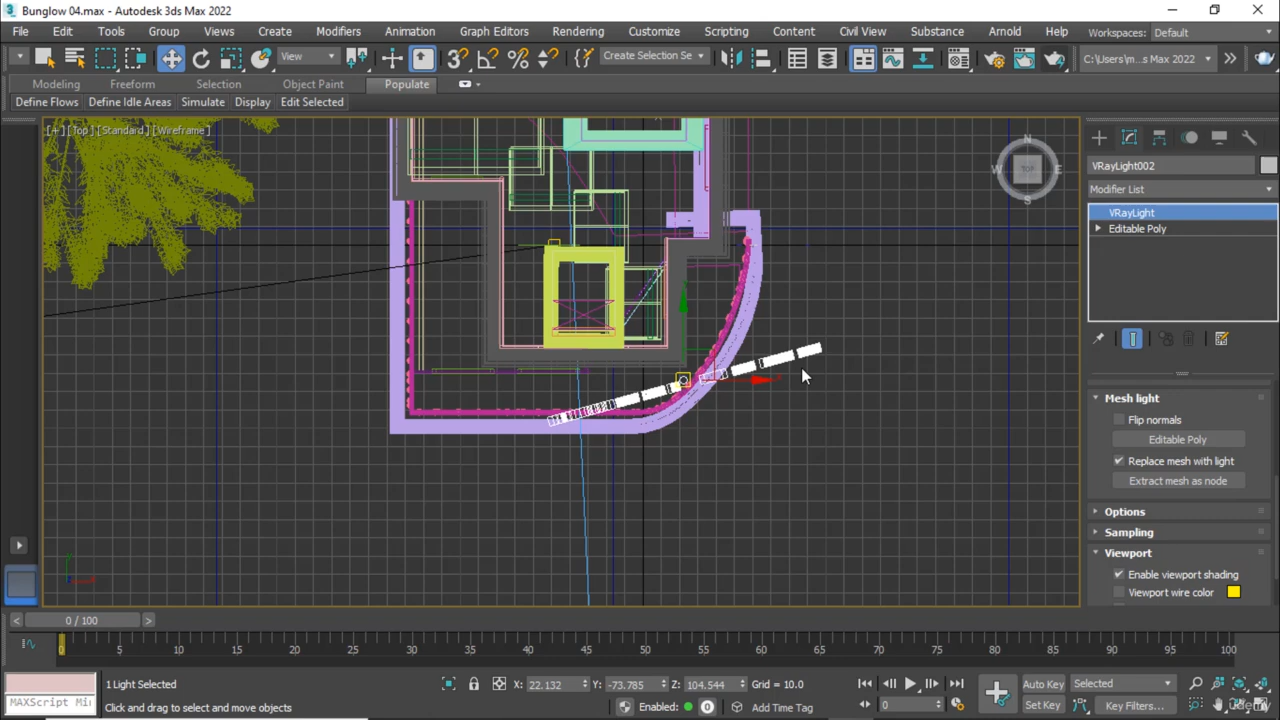 Bunglow 04.max - Autodesk 3ds Max 2022
File Edit Tools Group Views Create Modifiers Animation Graph Editors Rendering Customize Scripting Content Civil View Substance Arnold Help Workspaces: Default
View Create Selection Se C:\Users\m...s Max 2022
Modeling Freeform Selection Object Paint Populate
Define Flows Define Idle Areas Simulate Display Edit Selected
[+] [Top] [Standard] [Wireframe]
N
W TOP E
S
VRayLight002
Modifier List
VRayLight
Editable Poly
Mesh light
Flip normals
Editable Poly
Replace mesh with light
Extract mesh as node
Options
Sampling
Viewport
Enable viewport shading
Viewport wire color
0 / 100
0 5 10 15 20 25 30 35 40 45 50 55 60 65 70 75 80 85 90 95 100
1 Light Selected X: 22.132 Y: -73.785 Z: 104.544 Grid = 10.0 Auto Key Selected
MAXScript Mi Click and drag to select and move objects Enabled: 0 Add Time Tag 0 Set Key Key Filters...
Udemy